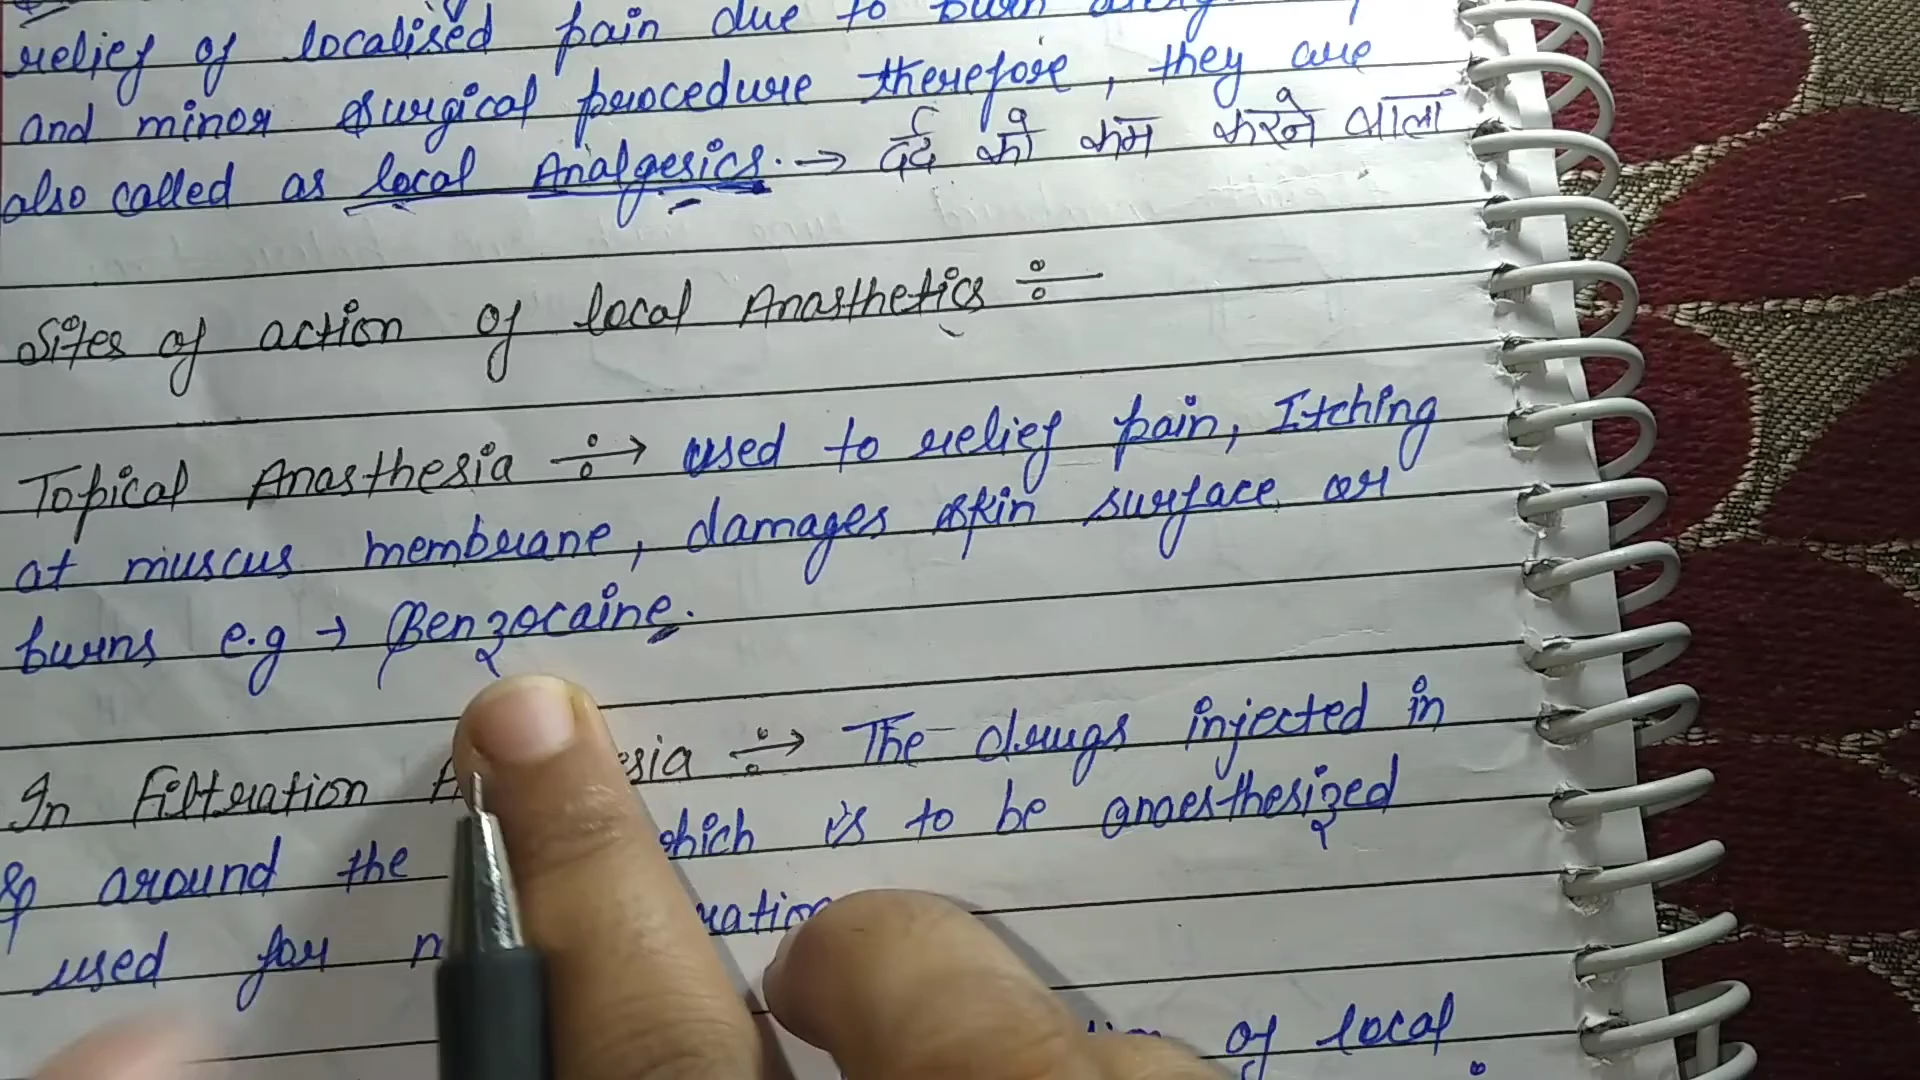 relief of localised pain due to burn
and minor surgical procedure therefore, they are
also called as local Analgesics. → दर्द को कम करने वाला
Sites of action of local Anasthetics ÷
Topical Anasthesia ÷→ used to relief pain, Itching
at muscus membrane, damages skin surface or
burns e.g → Benzocaine.
In Filtration ÷→ The drugs injected in
& around the which is to be anaesthesized
used for
of local